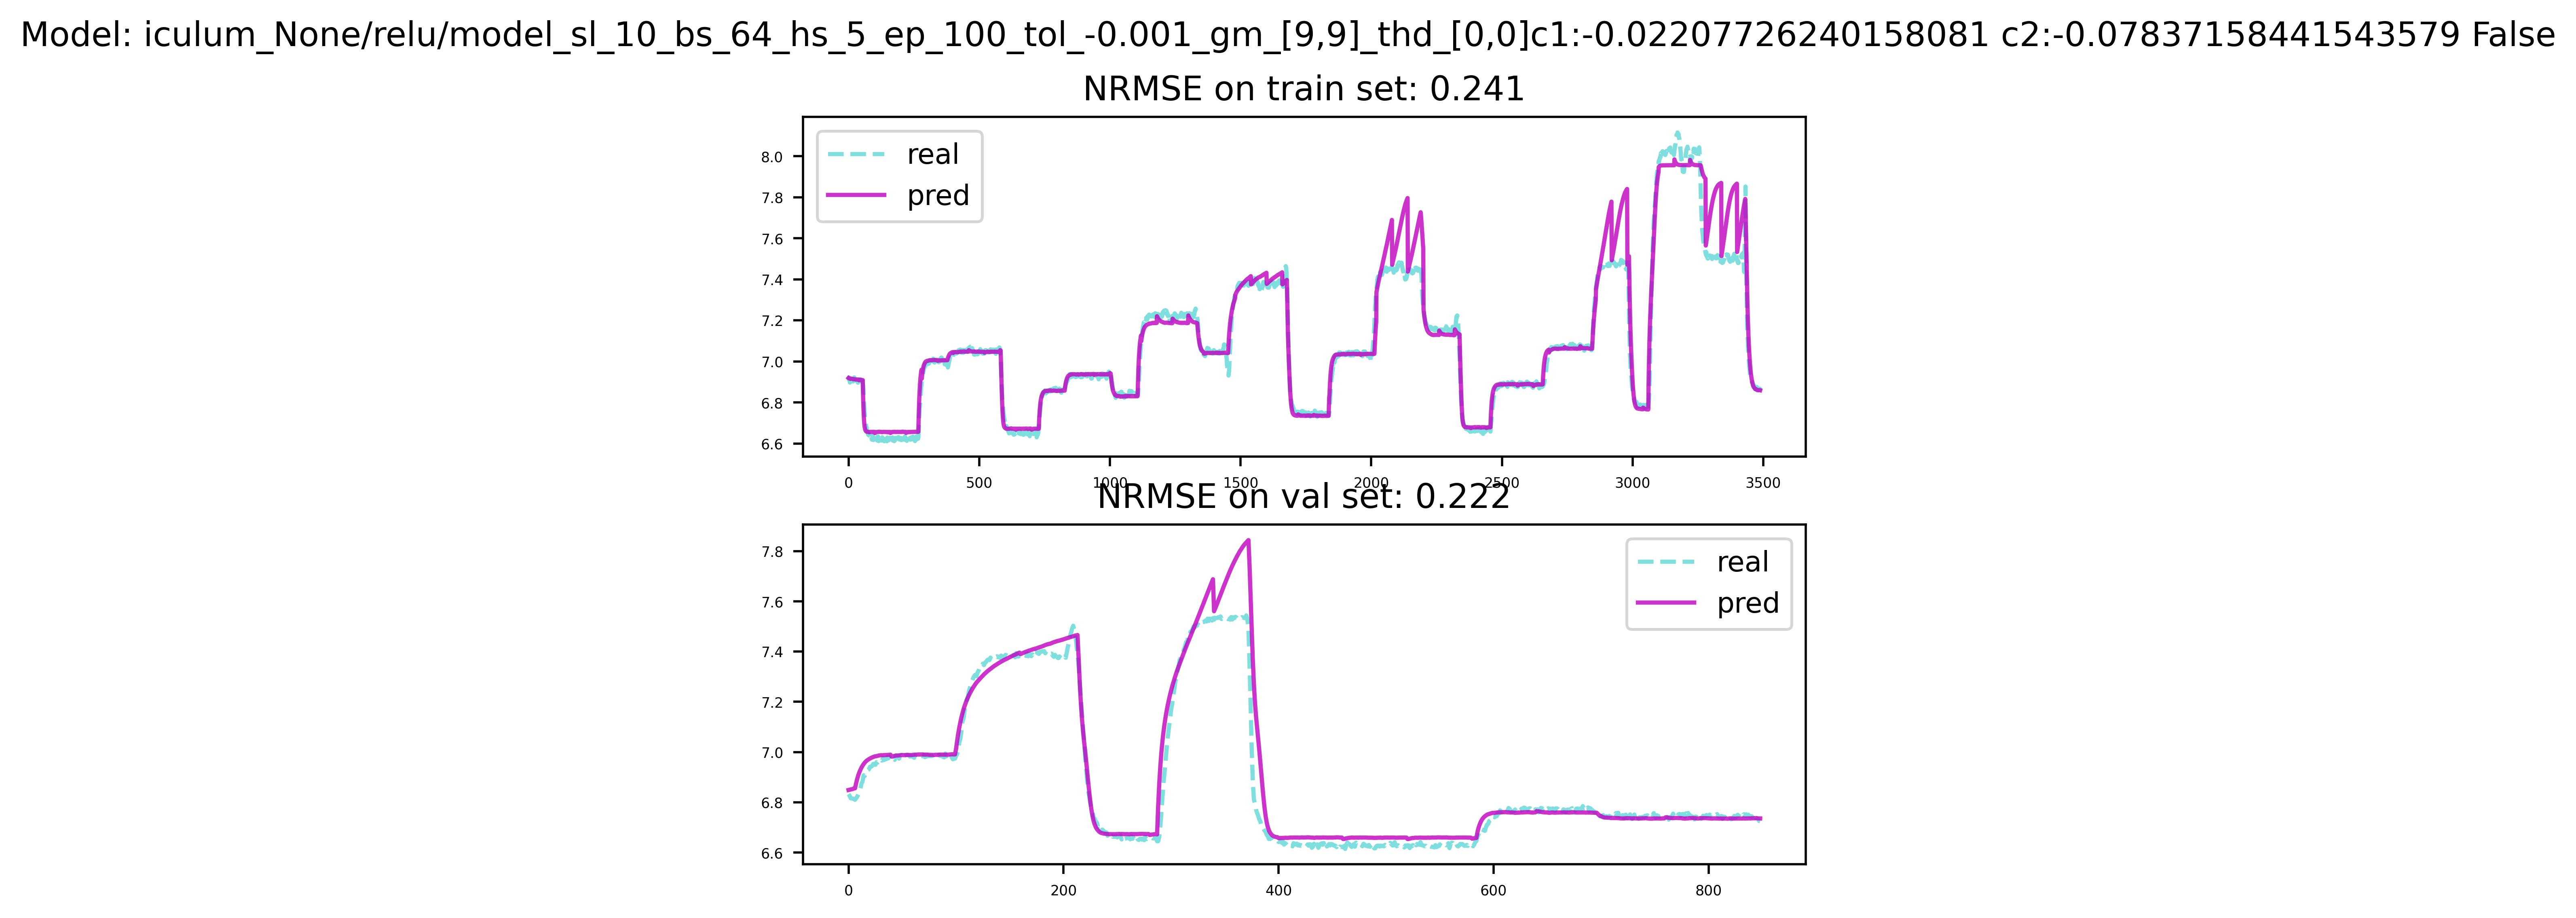 Model: iculum_None/relu/model_sl_10_bs_64_hs_5_ep_100_tol_-0.001_gm_[9,9]_thd_[0,0]c1:-0.02207726240158081 c2:-0.07837158441543579 False
NRMSE on train set: 0.241
real
pred
8.0
7.8
7.6
7.4
7.2
7.0
6.8
6.6
0 500 1000 1500 2000 2500 3000 3500
NRMSE on val set: 0.222
real
pred
7.8
7.6
7.4
7.2
7.0
6.8
6.6
0 200 400 600 800